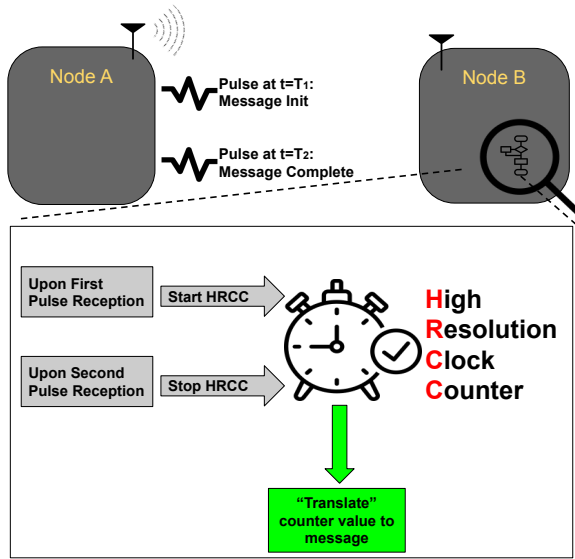 Node A
Pulse at t=T1:
Message Init
Pulse at t=T2:
Message Complete
Node B
Upon First
Pulse Reception
Start HRCC
Upon Second
Pulse Reception
Stop HRCC
High
Resolution
Clock
Counter
“Translate”
counter value to
message